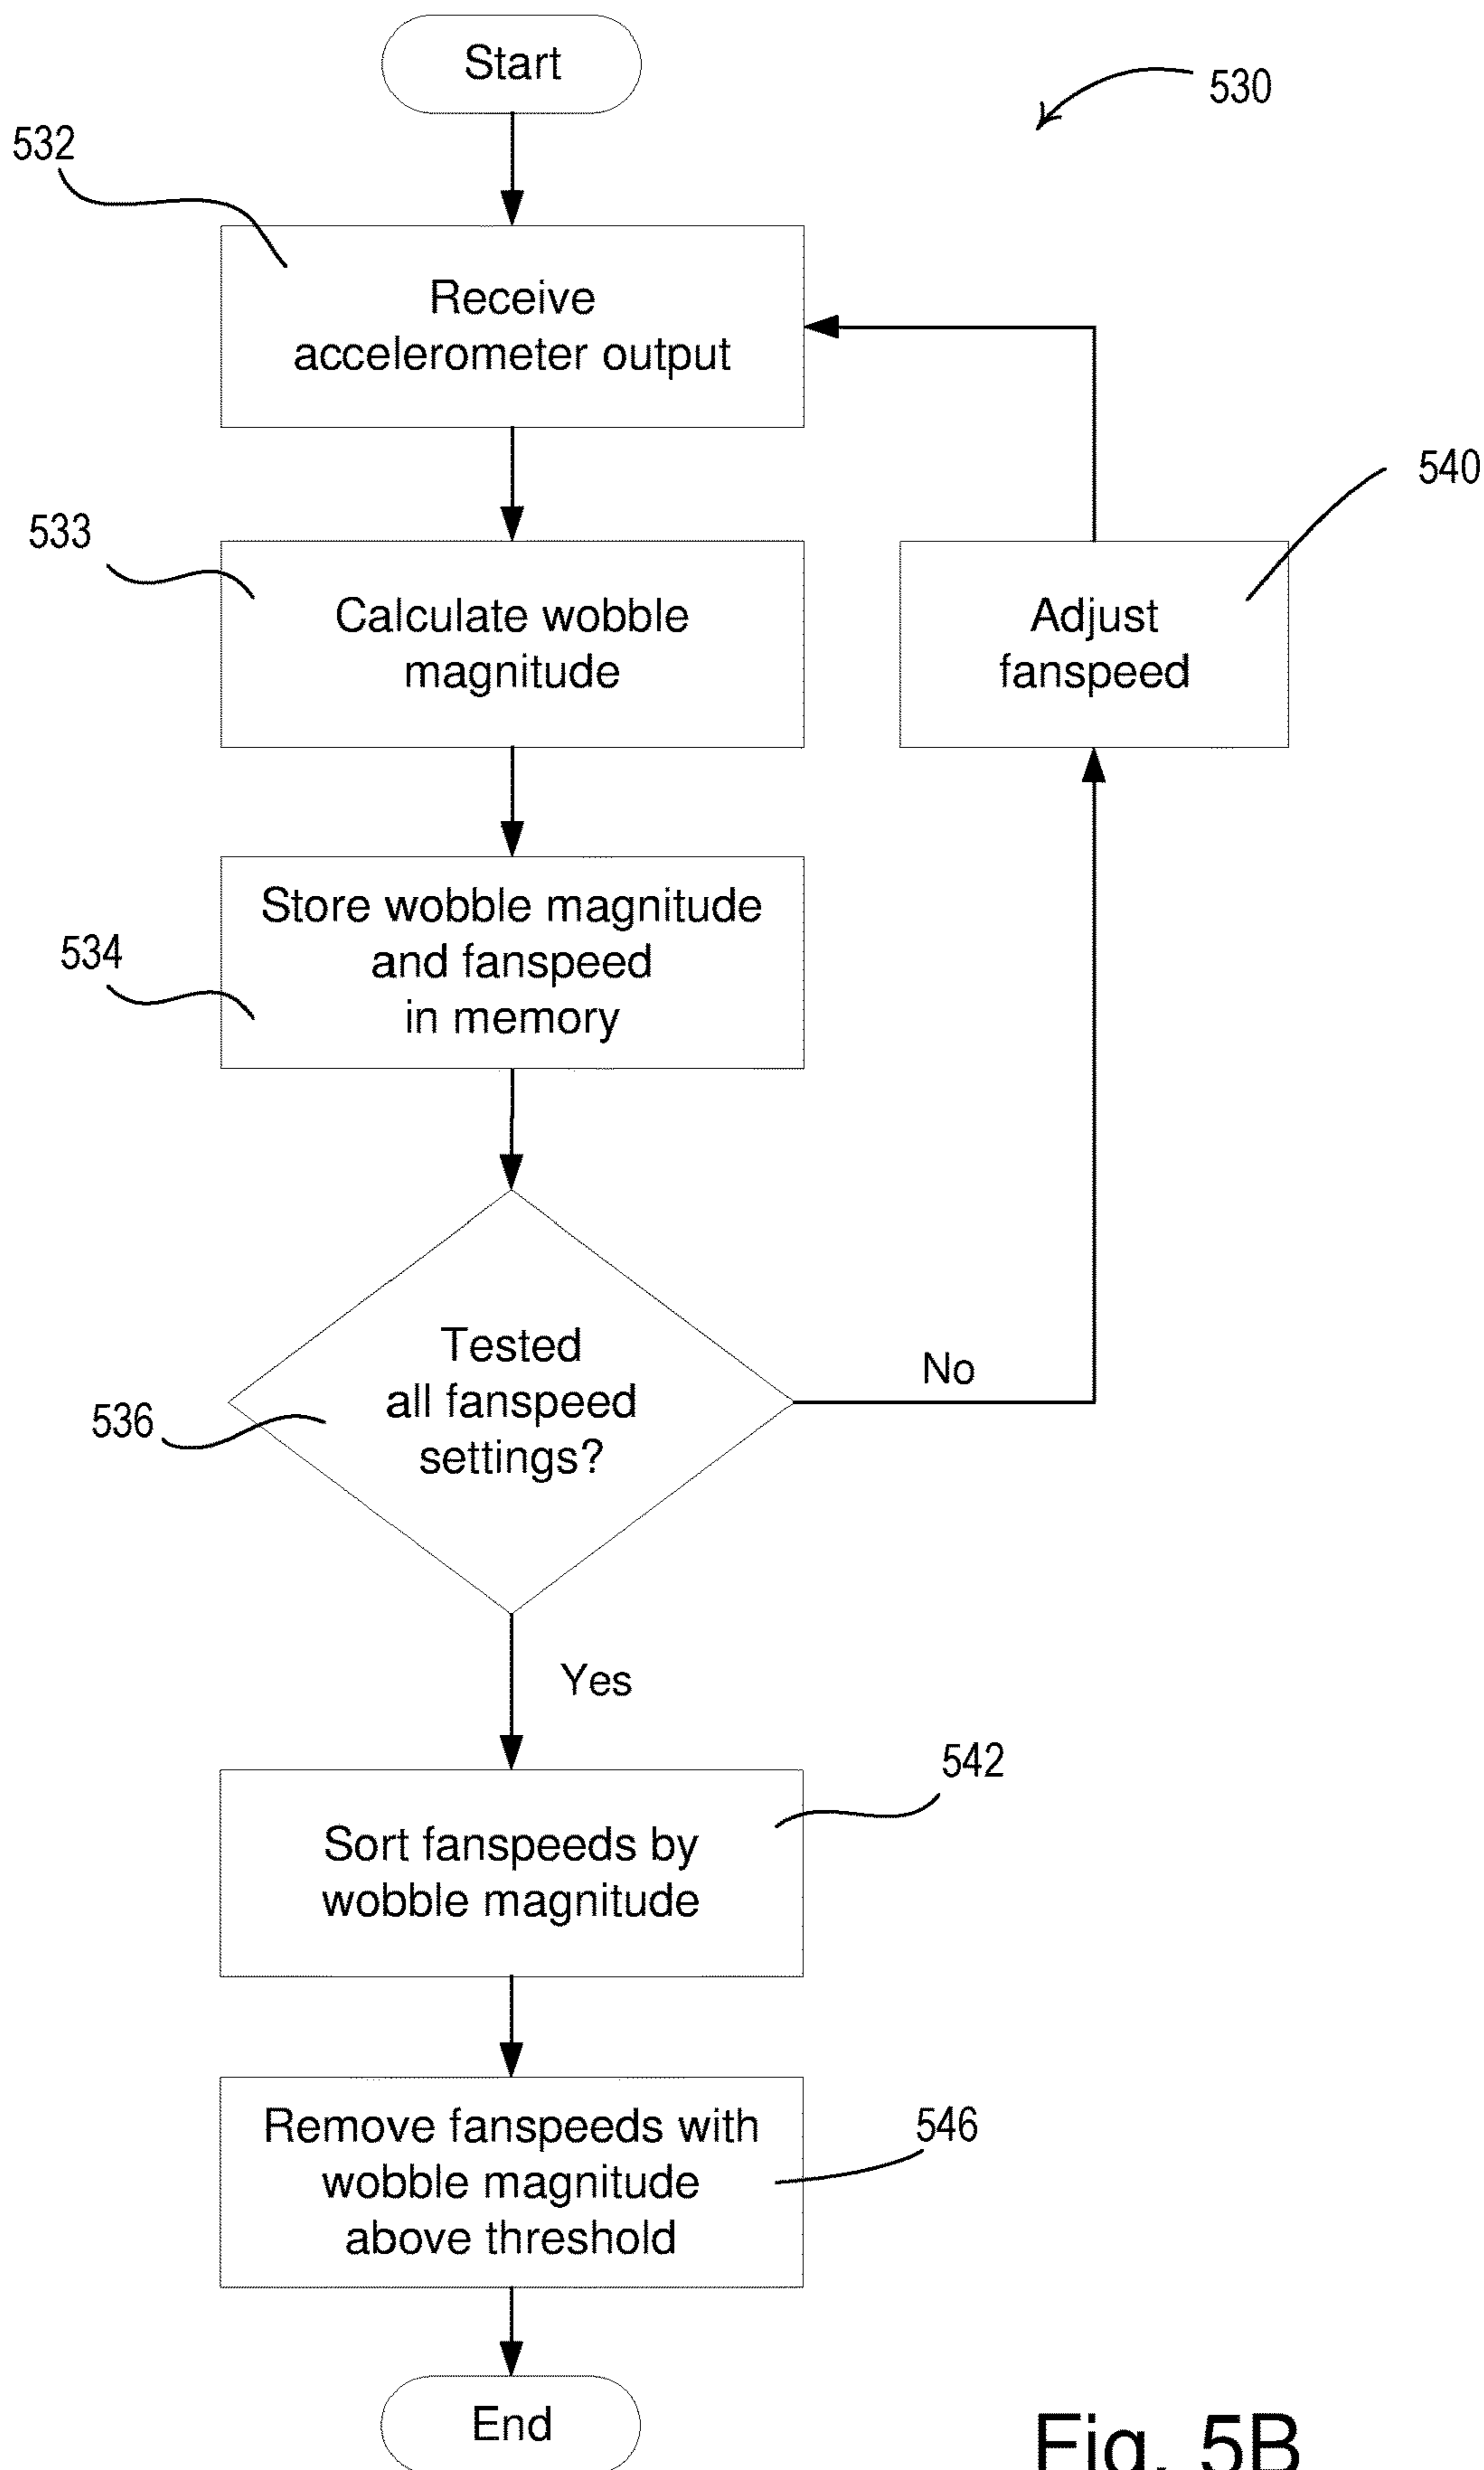 Start
530
532
Receive
accelerometer output
540
533
Calculate wobble
magnitude
Adjust
fanspeed
Store wobble magnitude
and fanspeed
in memory
534
Tested
all fanspeed
settings?
No
536
Yes
542
Sort fanspeeds by
wobble magnitude
Remove fanspeeds with
wobble magnitude
above threshold
546
End
Fig. 5B